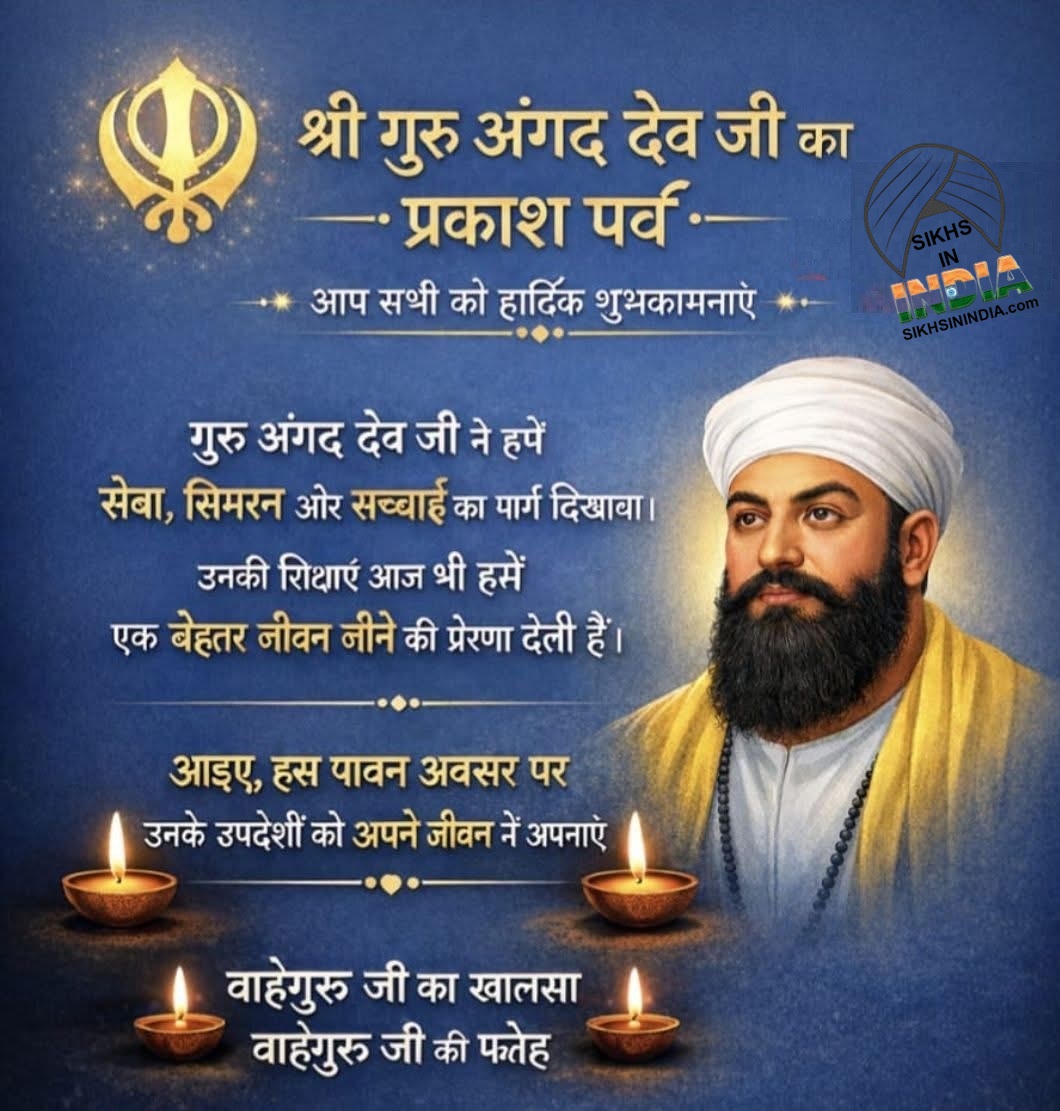 श्री गुरु अंगद देव जी का
प्रकाश पर्व
आप सभी को हार्दिक शुभकामनाएं
SIKHS
IN
INDIA
SIKHSININDIA.com
गुरु अंगद देव जी ने हपें
सेबा, सिमरन ओर सच्बाई का पार्ग दिखावा।
उनकी शिक्षाएं आज भी हमें
एक बेहतर जीवन जीने की प्रेरणा देली हैं।
आइए, हस पावन अवसर पर
उनके उपदेशीं को अपने जीवन नें अपनाएं
वाहेगुरु जी का खालसा
वाहेगुरु जी की फतेह